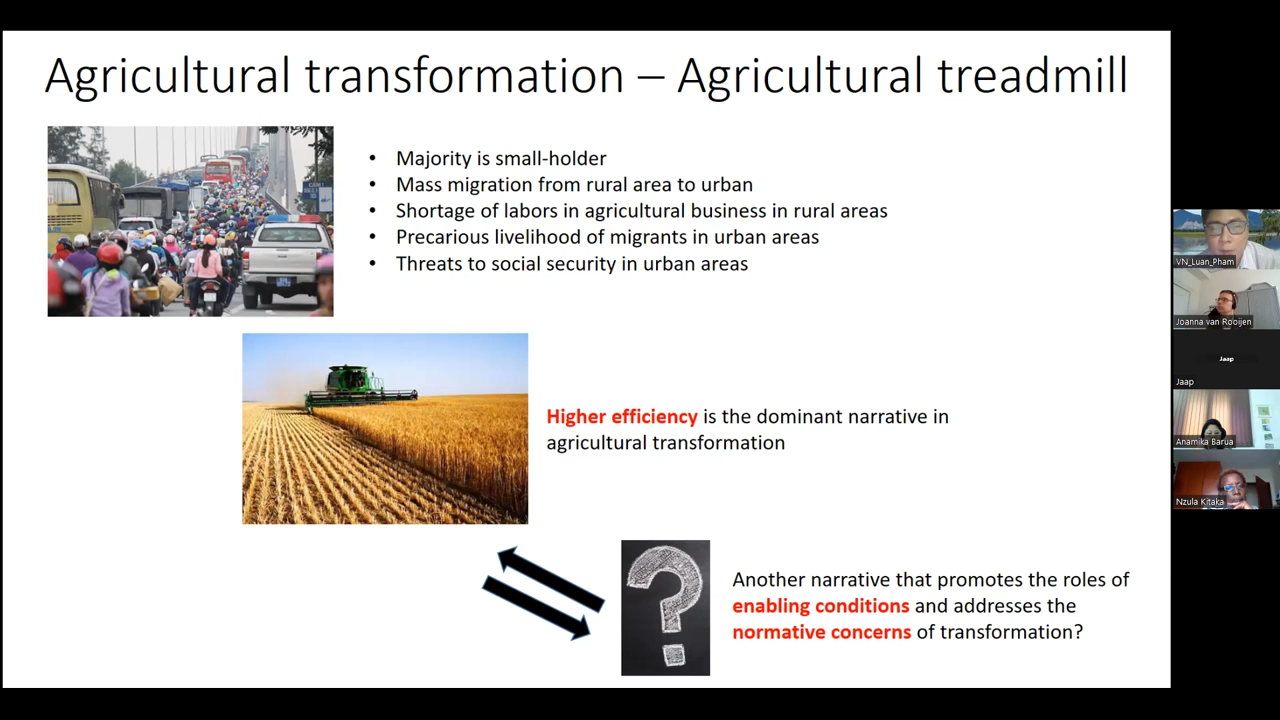 Agricultural transformation – Agricultural treadmill
• Majority is small-holder
• Mass migration from rural area to urban
• Shortage of labors in agricultural business in rural areas
• Precarious livelihood of migrants in urban areas
• Threats to social security in urban areas
Higher efficiency is the dominant narrative in
agricultural transformation
?
Another narrative that promotes the roles of
enabling conditions and addresses the
normative concerns of transformation?
VN_Luan_Pham
Joanna van Rooijen
Jaap
Jaap
Anamika Barua
Nzula Kitaka